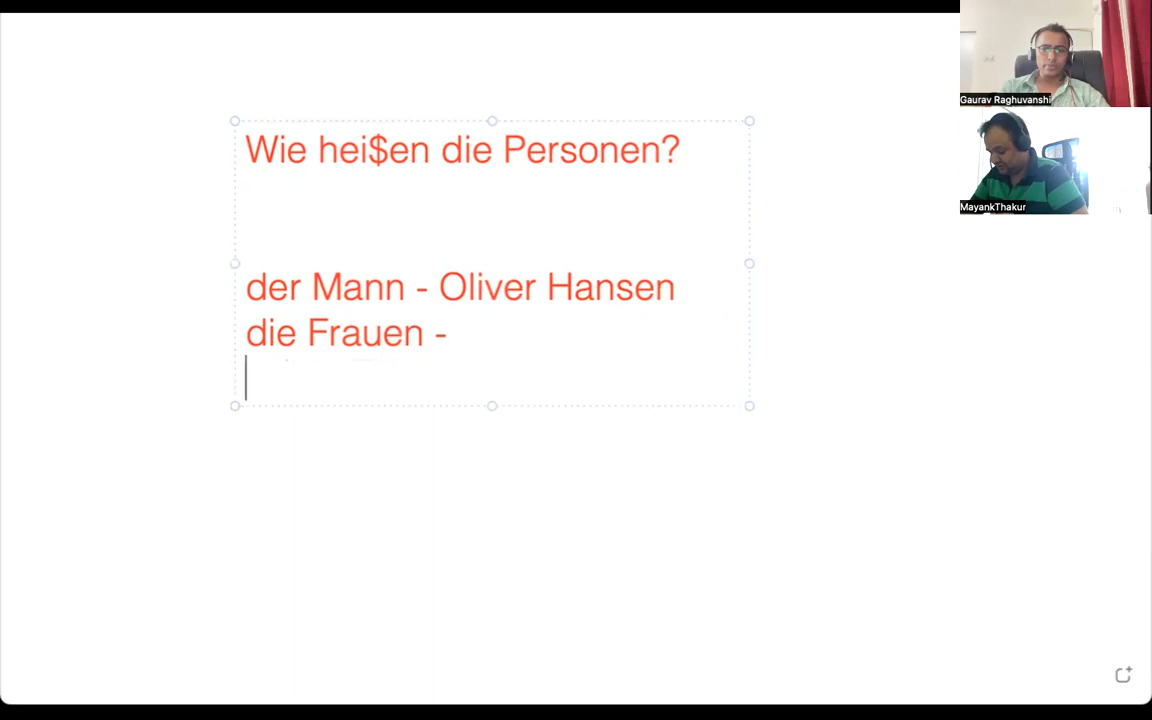 Gaurav Raghuvanshi
MayankThakur
Wie hei$en die Personen?
der Mann - Oliver Hansen
die Frauen -